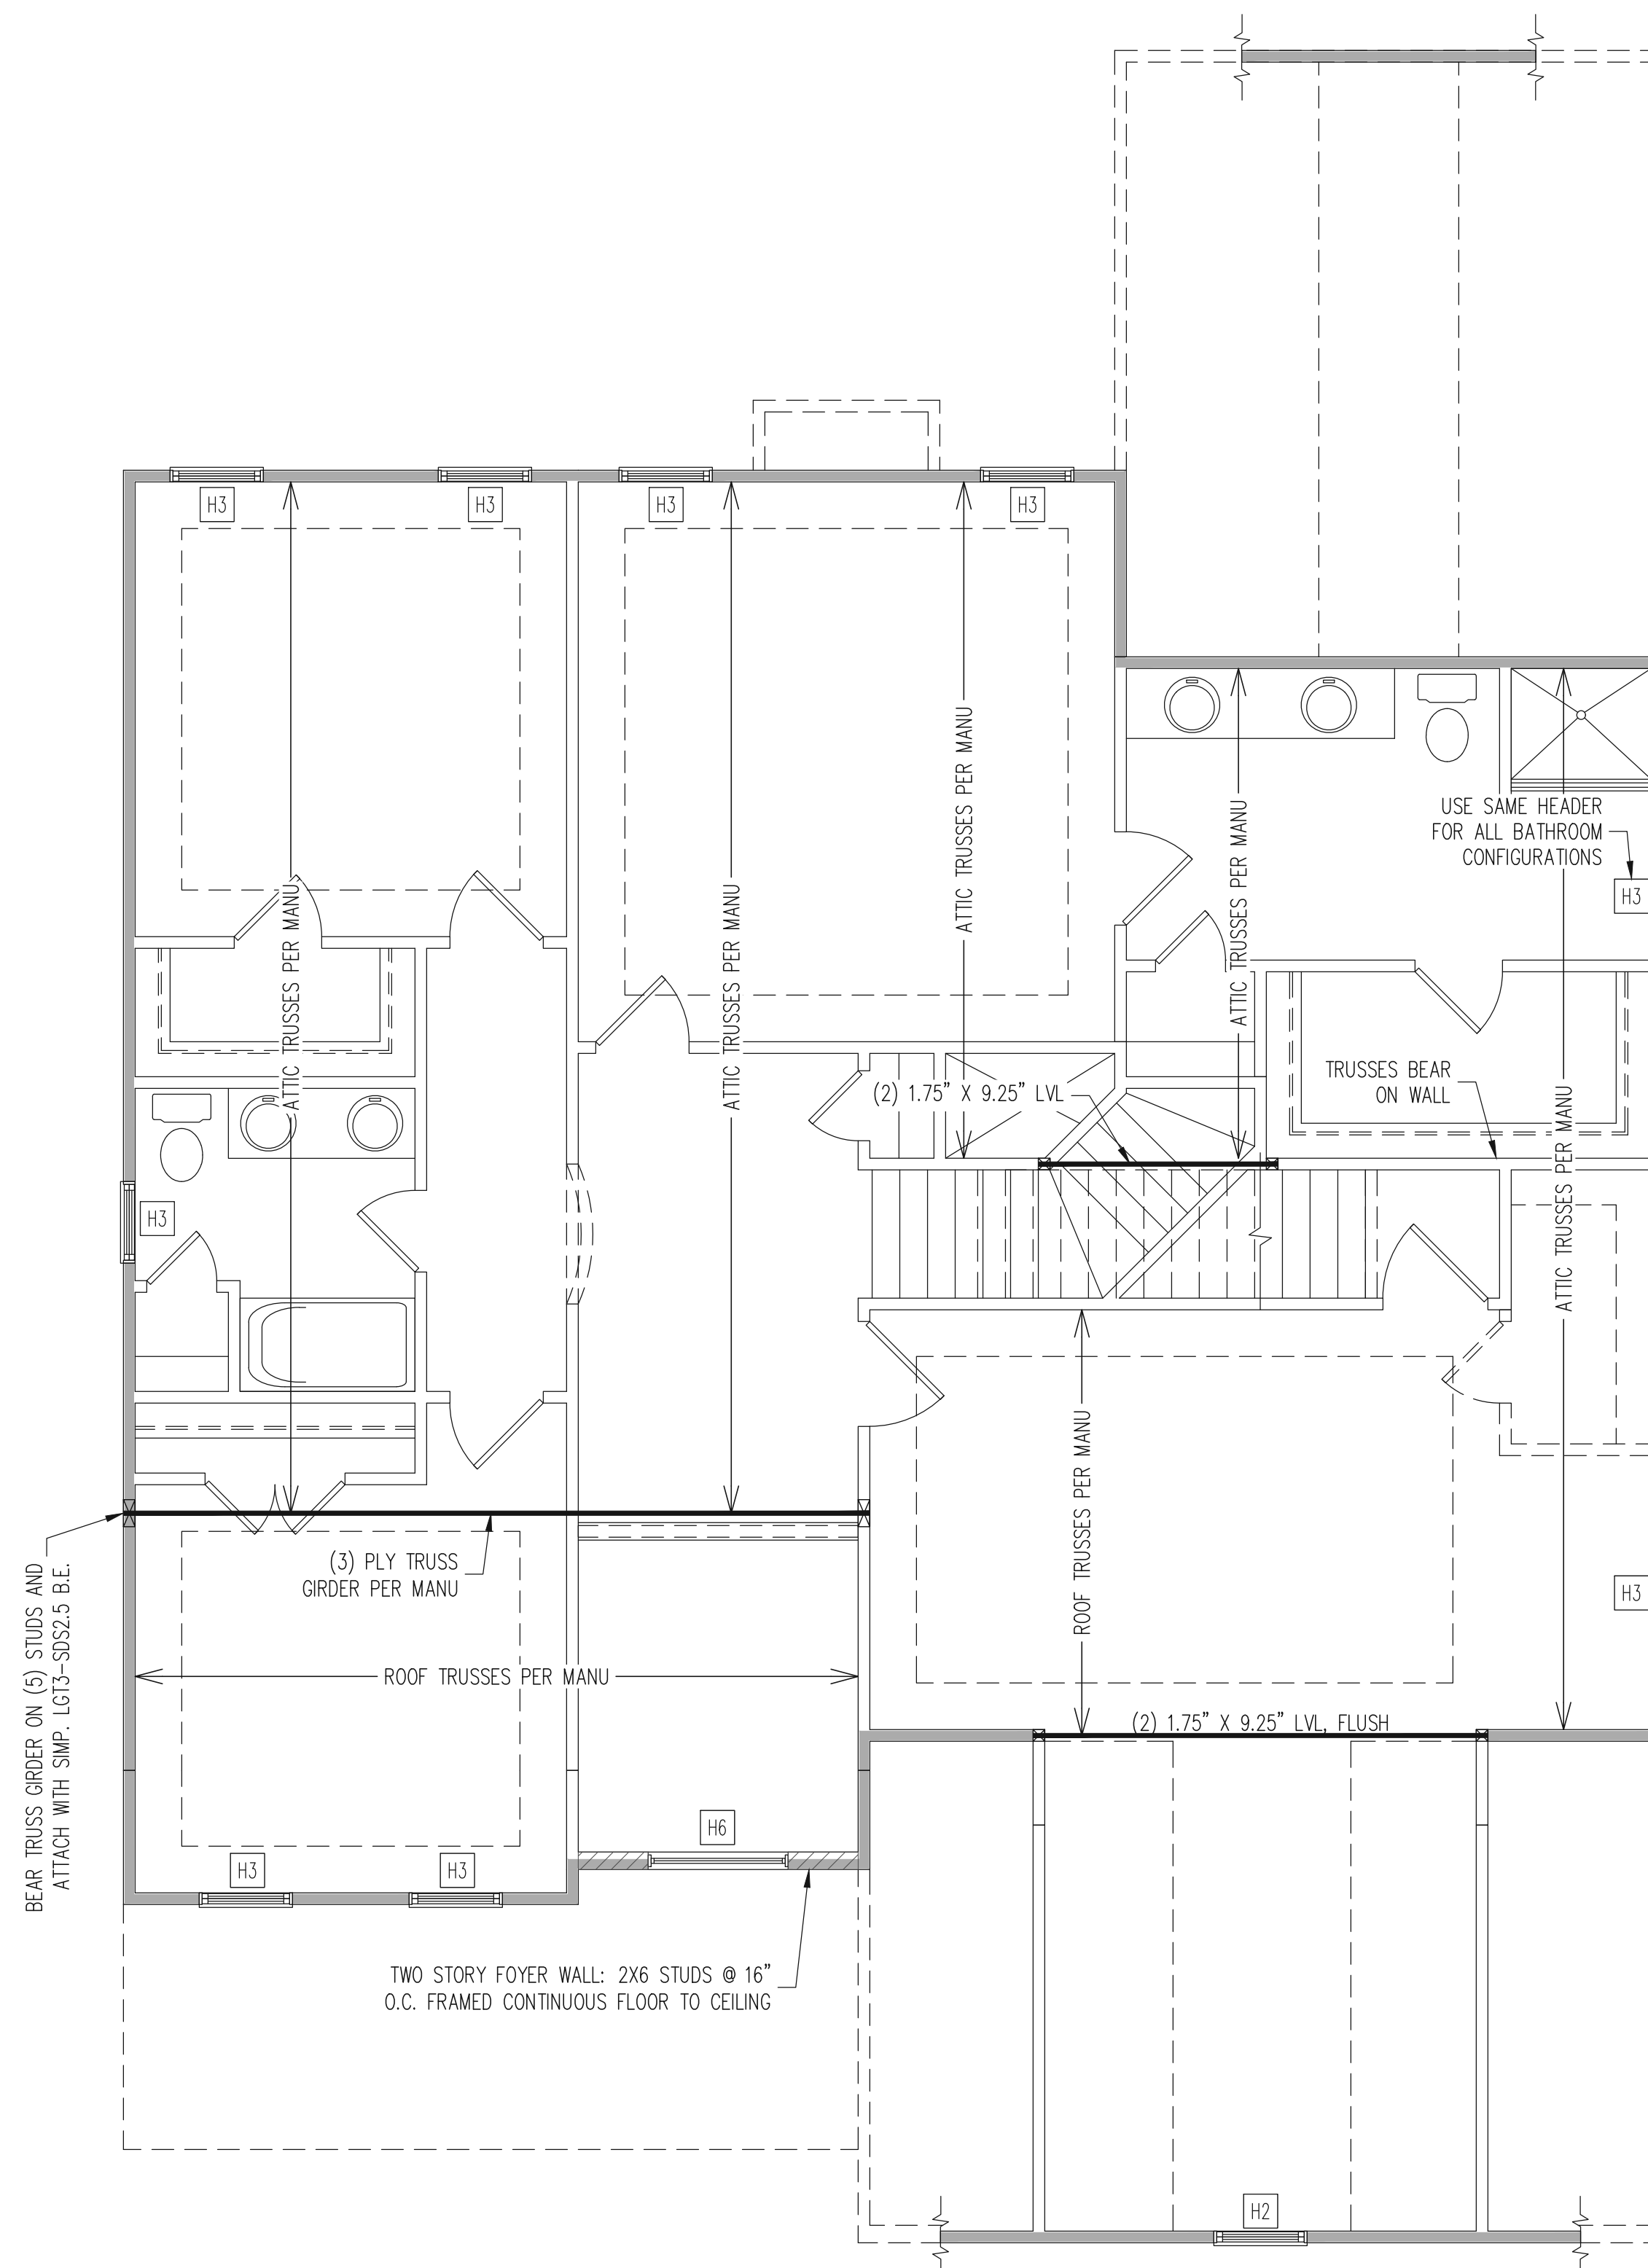 H3
H3
H3
H3
ATTIC TRUSSES PER MANU
ATTIC TRUSSES PER MANU
ATTIC TRUSSES PER MANU
ATTIC TRUSSES PER MANU
USE SAME HEADER
FOR ALL BATHROOM
CONFIGURATIONS
H3
TRUSSES BEAR
ON WALL
(2) 1.75" X 9.25" LVL
ATTIC TRUSSES PER MANU
H3
(3) PLY TRUSS
GIRDER PER MANU
BEAR TRUSS GIRDER ON (5) STUDS AND
ATTACH WITH SIMP. LGT3-SDS2.5 B.E.
ROOF TRUSSES PER MANU
H3
ROOF TRUSSES PER MANU
(2) 1.75" X 9.25" LVL, FLUSH
H6
H3
H3
TWO STORY FOYER WALL: 2X6 STUDS @ 16"
O.C. FRAMED CONTINUOUS FLOOR TO CEILING
H2